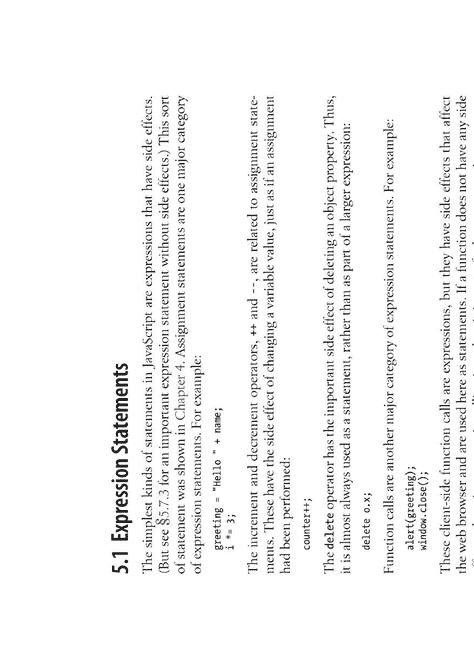 5.1 Expression Statements
The simplest kinds of statements in JavaScript are expressions that have side effects.
(But see §5.7.3 for an important expression statement without side effects.) This sort
of statement was shown in Chapter 4. Assignment statements are one major category
of expression statements. For example:
greeting = "Hello " + name;
i *= 3;
The increment and decrement operators, ++ and --, are related to assignment state-
ments. These have the side effect of changing a variable value, just as if an assignment
had been performed:
counter++;
The delete operator has the important side effect of deleting an object property. Thus,
it is almost always used as a statement, rather than as part of a larger expression:
delete o.x;
Function calls are another major category of expression statements. For example:
alert(greeting);
window.close();
These client-side function calls are expressions, but they have side effects that affect
the web browser and are used here as statements. If a function does not have any side